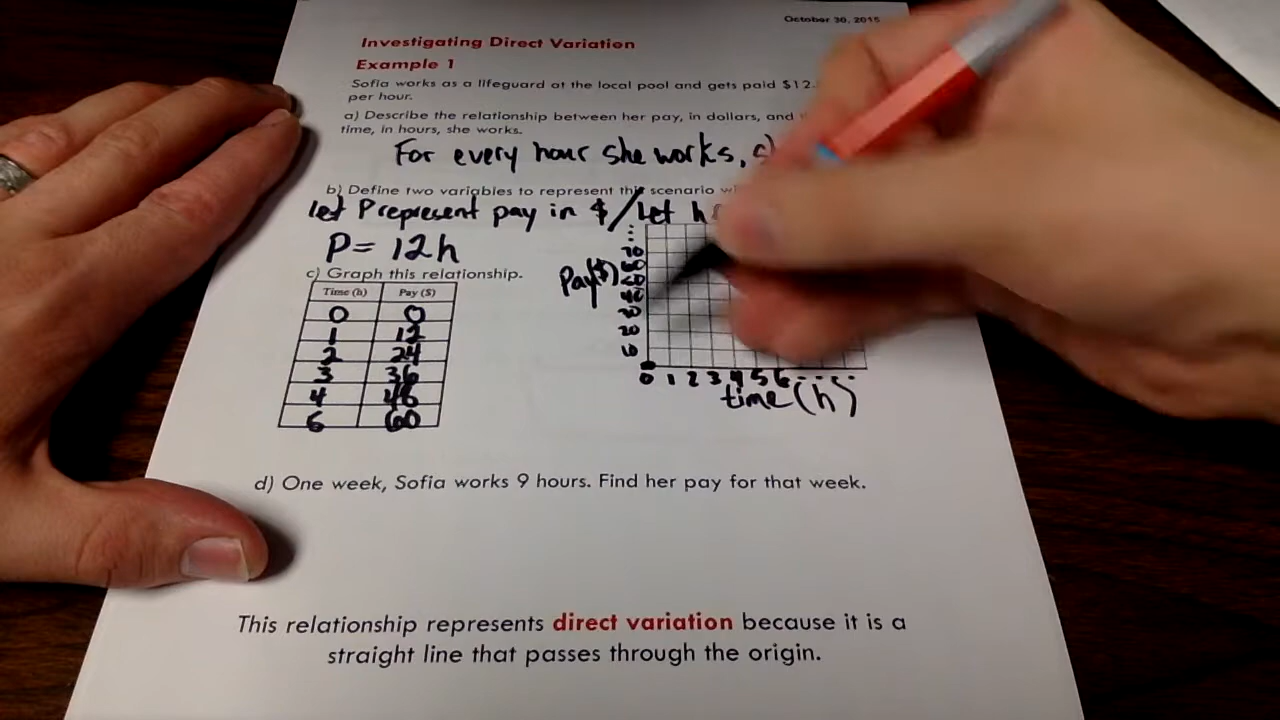 October 30, 2015
Investigating Direct Variation
Example 1
Sofia works as a lifeguard at the local pool and gets paid $12.
per hour.
a) Describe the relationship between her pay, in dollars, and
time, in hours, she works.
For every hour she works,
b) Define two variables to represent this scenario
let P represent pay in $/Let h
P = 12h
c) Graph this relationship.
Time (h) Pay ($)
0 0
1 12
2 24
3 36
4 48
5 60
Pay($)
70
60
50
40
30
20
10
0 1 2 3 4 5 6 . . .
time (h)
d) One week, Sofia works 9 hours. Find her pay for that week.
This relationship represents direct variation because it is a
straight line that passes through the origin.